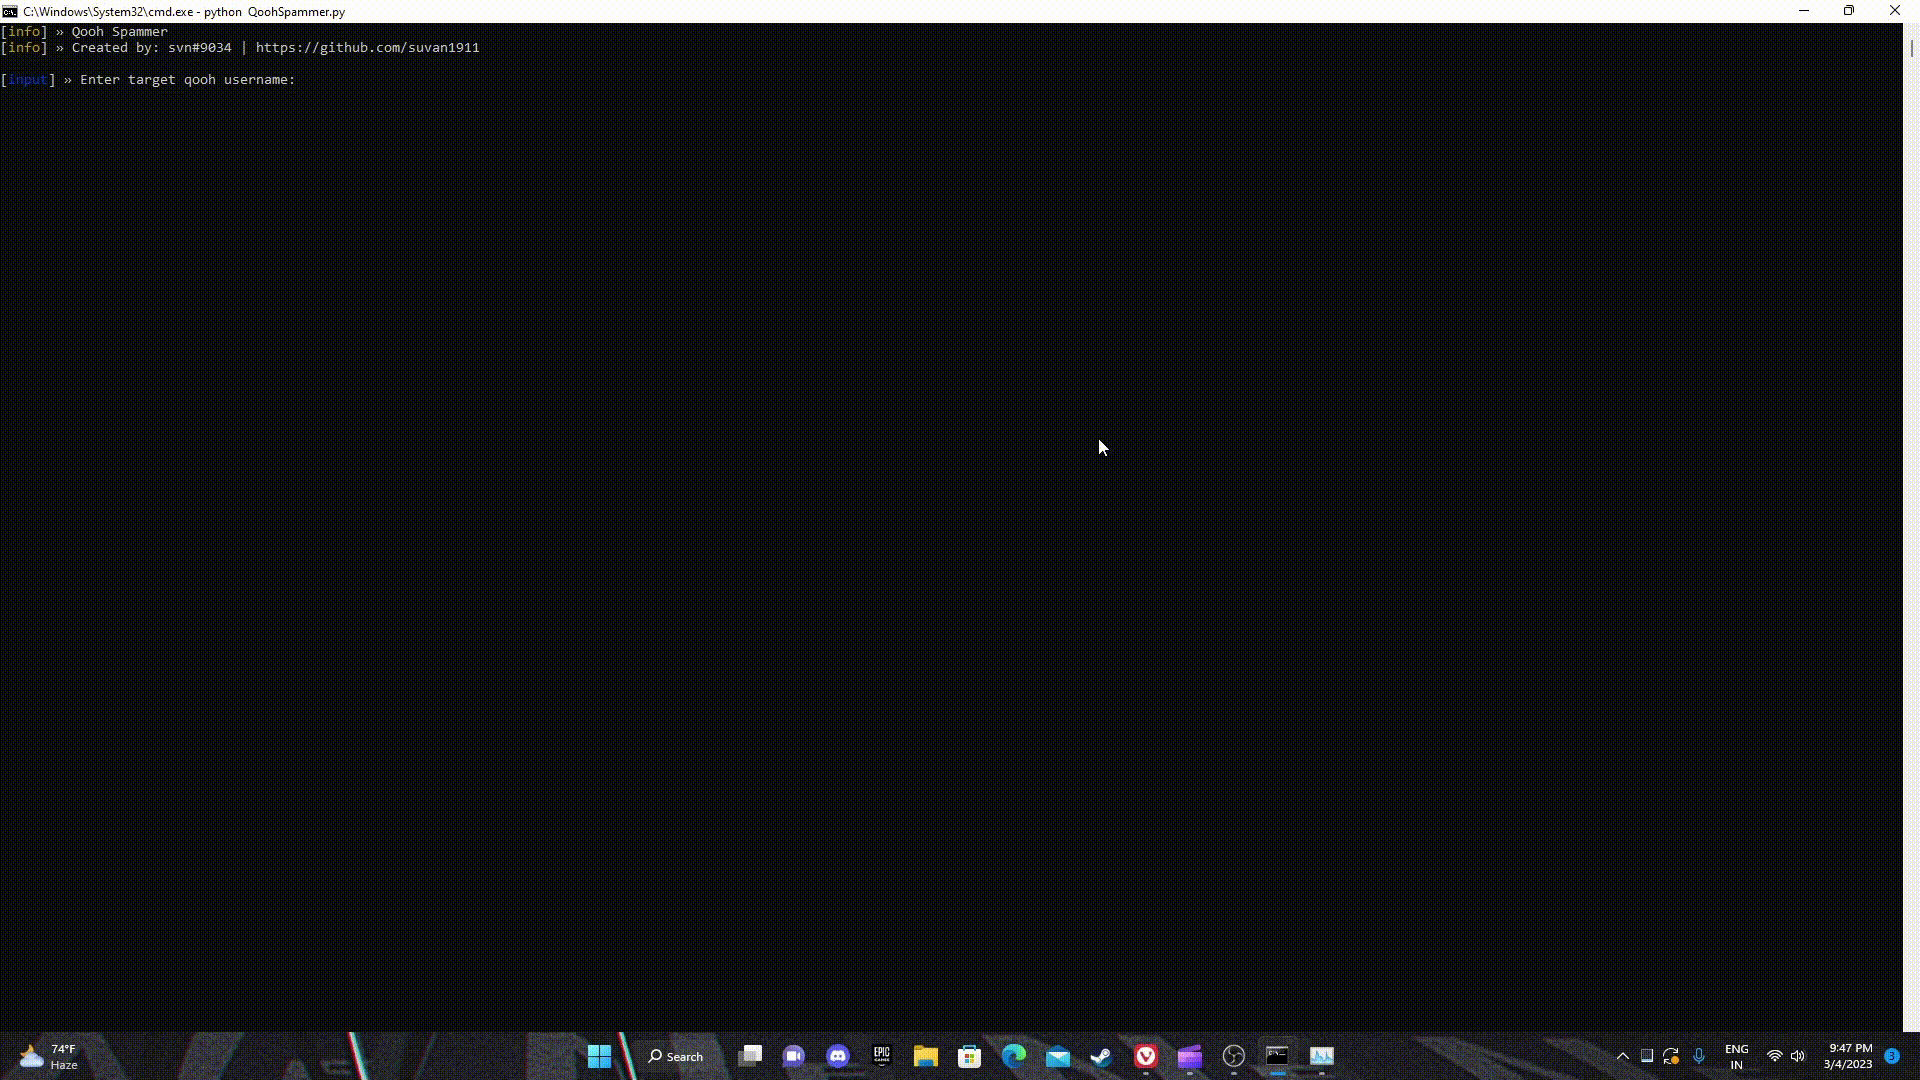 C:\Windows\System32\cmd.exe - python  QoohSpammer.py
[info] » Qooh Spammer
[info] » Created by: svn#9034 | https://github.com/suvan1911
[input] » Enter target qooh username:
74°F
Haze
Search
EPIC
GAMES
ENG
IN
9:47 PM
3/4/2023
3